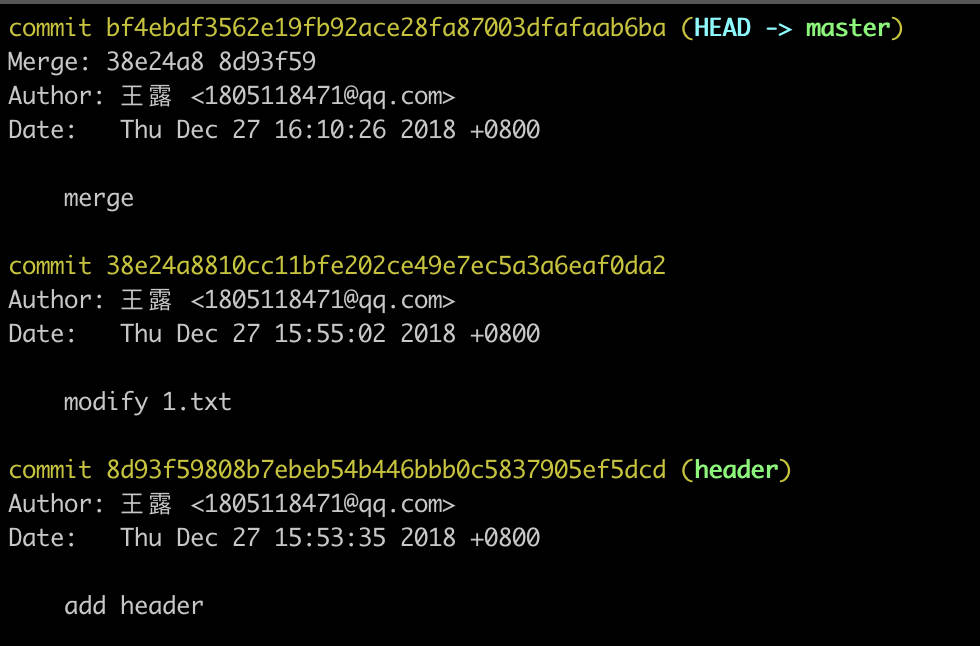 commit bf4ebdf3562e19fb92ace28fa87003dfafaab6ba (HEAD -> master)
Merge: 38e24a8 8d93f59
Author: 王露 <1805118471@qq.com>
Date:   Thu Dec 27 16:10:26 2018 +0800
merge
commit 38e24a8810cc11bfe202ce49e7ec5a3a6eaf0da2
Author: 王露 <1805118471@qq.com>
Date:   Thu Dec 27 15:55:02 2018 +0800
modify 1.txt
commit 8d93f59808b7ebeb54b446bbb0c5837905ef5dcd (header)
Author: 王露 <1805118471@qq.com>
Date:   Thu Dec 27 15:53:35 2018 +0800
add header